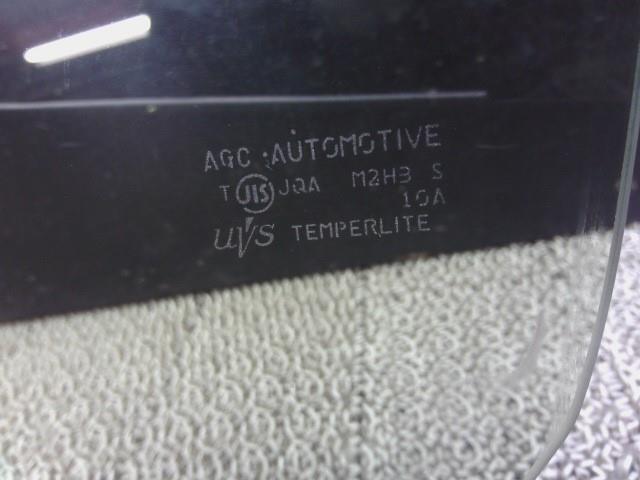 AGC AUTOMOTIVE
T JIS JQA M2H3 S
10A
UVS TEMPERLITE